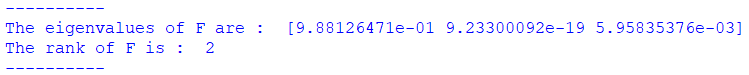 ----------
The eigenvalues of F are :  [9.88126471e-01 9.23300092e-19 5.95835376e-03]
The rank of F is :  2
----------